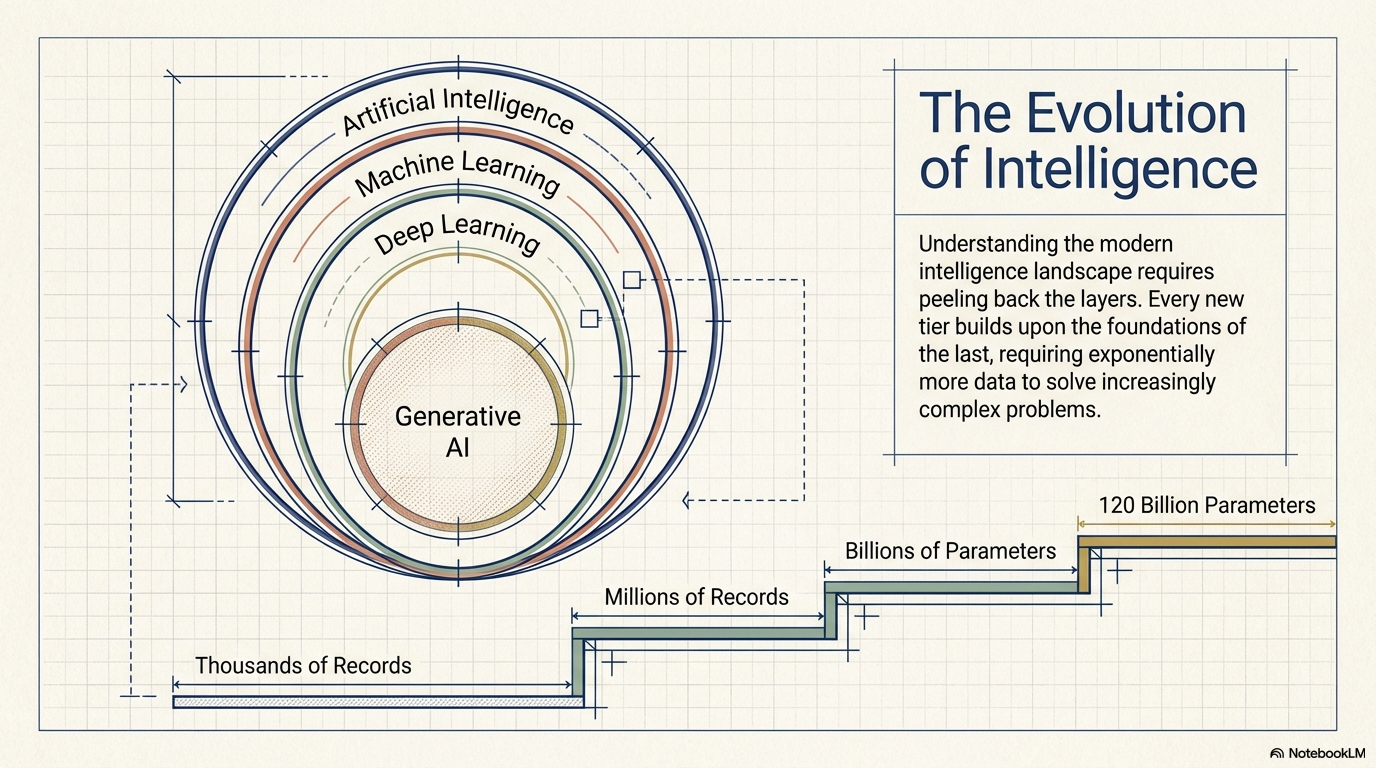 The Evolution
of Intelligence
Understanding the modern
intelligence landscape requires
peeling back the layers. Every new
tier builds upon the foundations of
the last, requiring exponentially
more data to solve increasingly
complex problems.
Artificial Intelligence
Machine Learning
Deep Learning
Generative
AI
Thousands of Records
Millions of Records
Billions of Parameters
120 Billion Parameters
NotebookLM